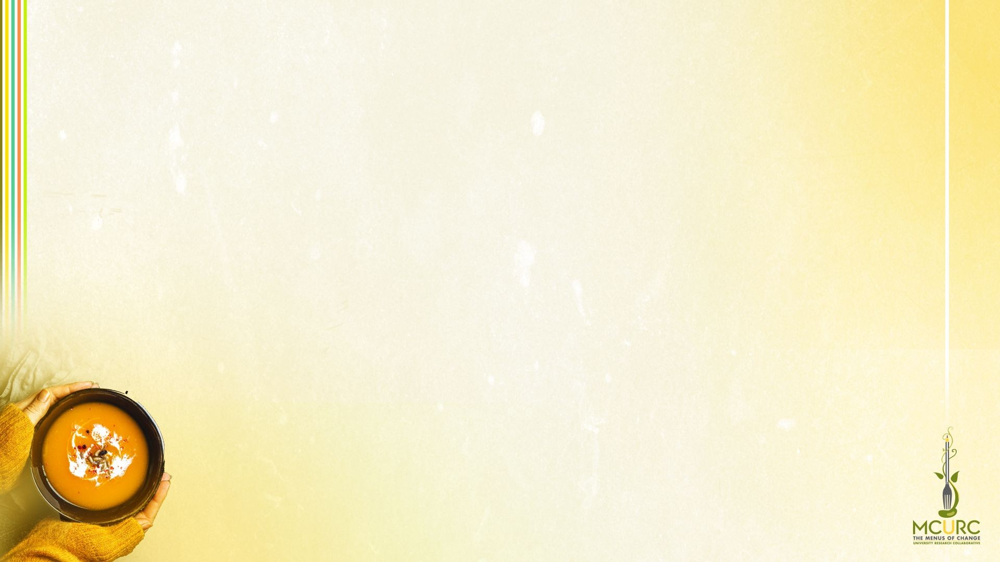 MCURC
THE MENUS OF CHANGE
UNIVERSITY RESEARCH COLLABORATIVE